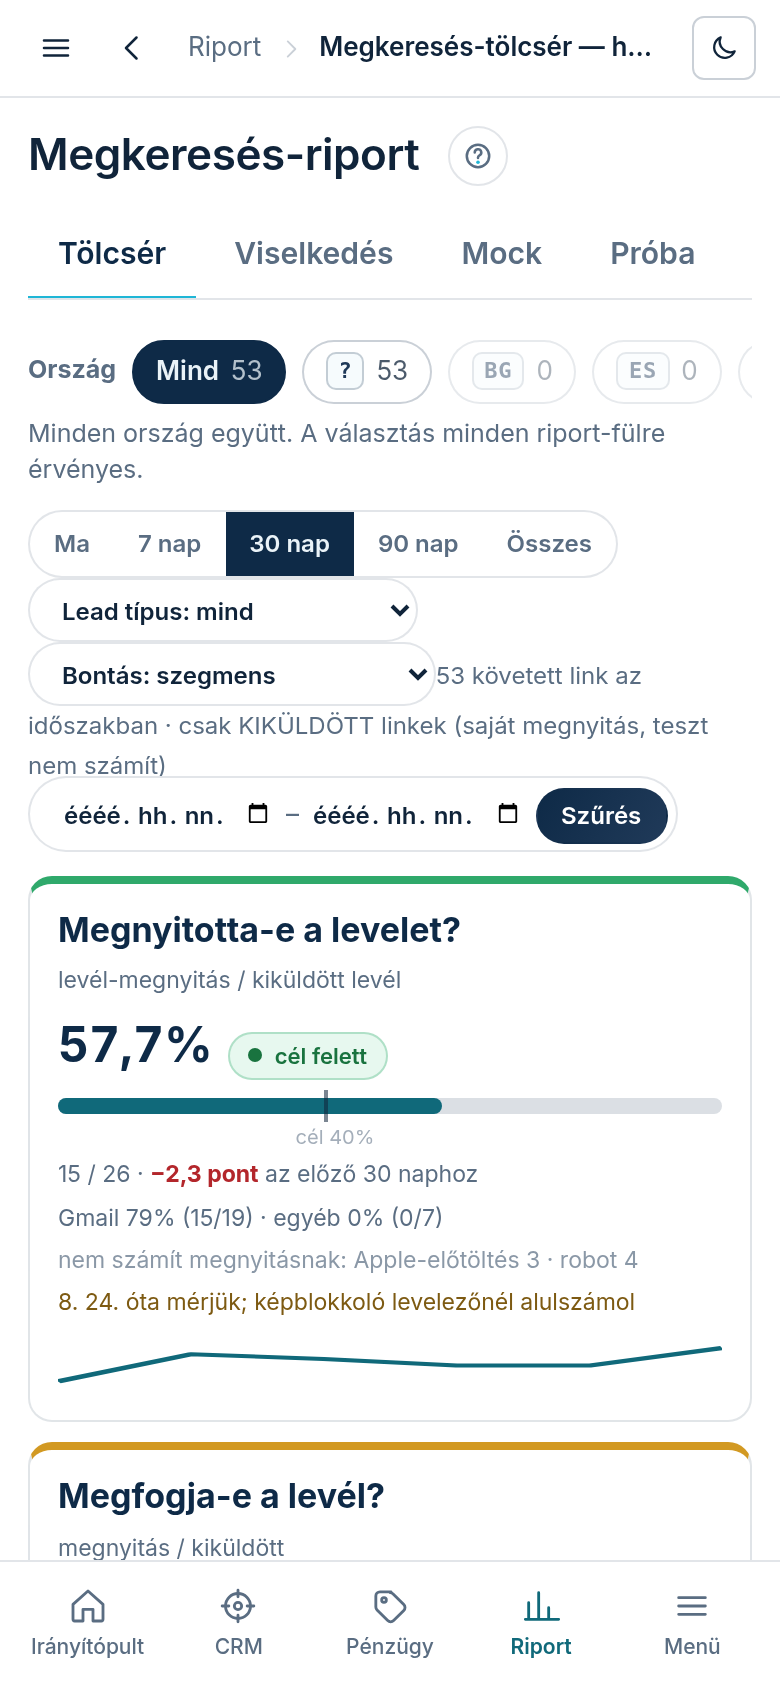 Riport > Megkeresés-tölcsér — h...
Megkeresés-riport ?
Tölcsér Viselkedés Mock Próba
Ország Mind 53 ? 53 BG 0 ES 0
Minden ország együtt. A választás minden riport-fülre
érvényes.
Ma 7 nap 30 nap 90 nap Összes
Lead típus: mind
Bontás: szegmens 53 követett link az
időszakban · csak KIKÜLDÖTT linkek (saját megnyitás, teszt
nem számít)
éééé. hh. nn. – éééé. hh. nn. Szűrés
Megnyitotta-e a levelet?
levél-megnyitás / kiküldött levél
57,7% cél felett
cél 40%
15 / 26 · −2,3 pont az előző 30 naphoz
Gmail 79% (15/19) · egyéb 0% (0/7)
nem számít megnyitásnak: Apple-előtöltés 3 · robot 4
8. 24. óta mérjük; képblokkoló levelezőnél alulszámol
Megfogja-e a levél?
megnyitás / kiküldött
Irányítópult CRM Pénzügy Riport Menü